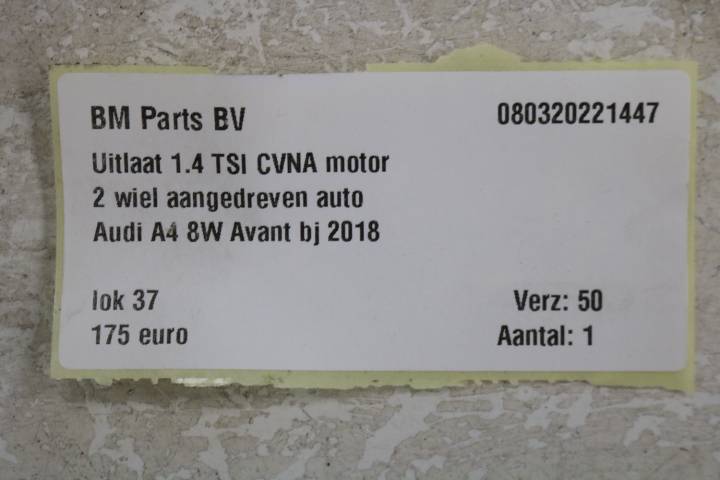 BM Parts BV 080320221447
Uitlaat 1.4 TSI CVNA motor
2 wiel aangedreven auto
Audi A4 8W Avant bj 2018
lok 37 Verz: 50
175 euro Aantal: 1